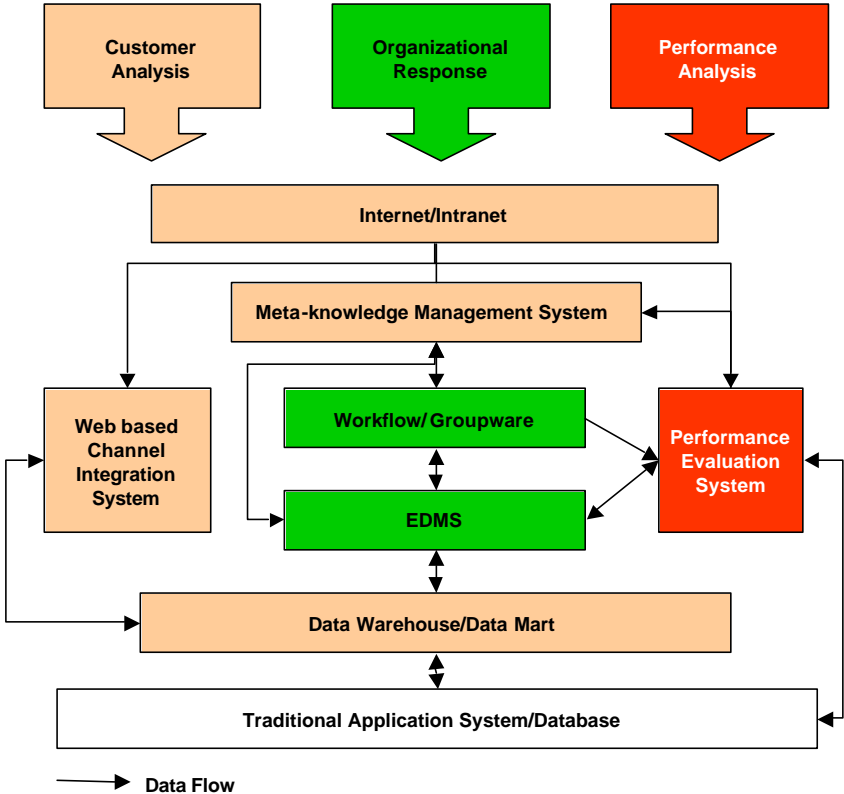 Customer
Analysis
Organizational
Response
Performance
Analysis
Internet/Intranet
Meta-knowledge Management System
Web based
Channel
Integration
System
Workflow/ Groupware
Performance
Evaluation
System
EDMS
Data Warehouse/Data Mart
Traditional Application System/Database
Data Flow